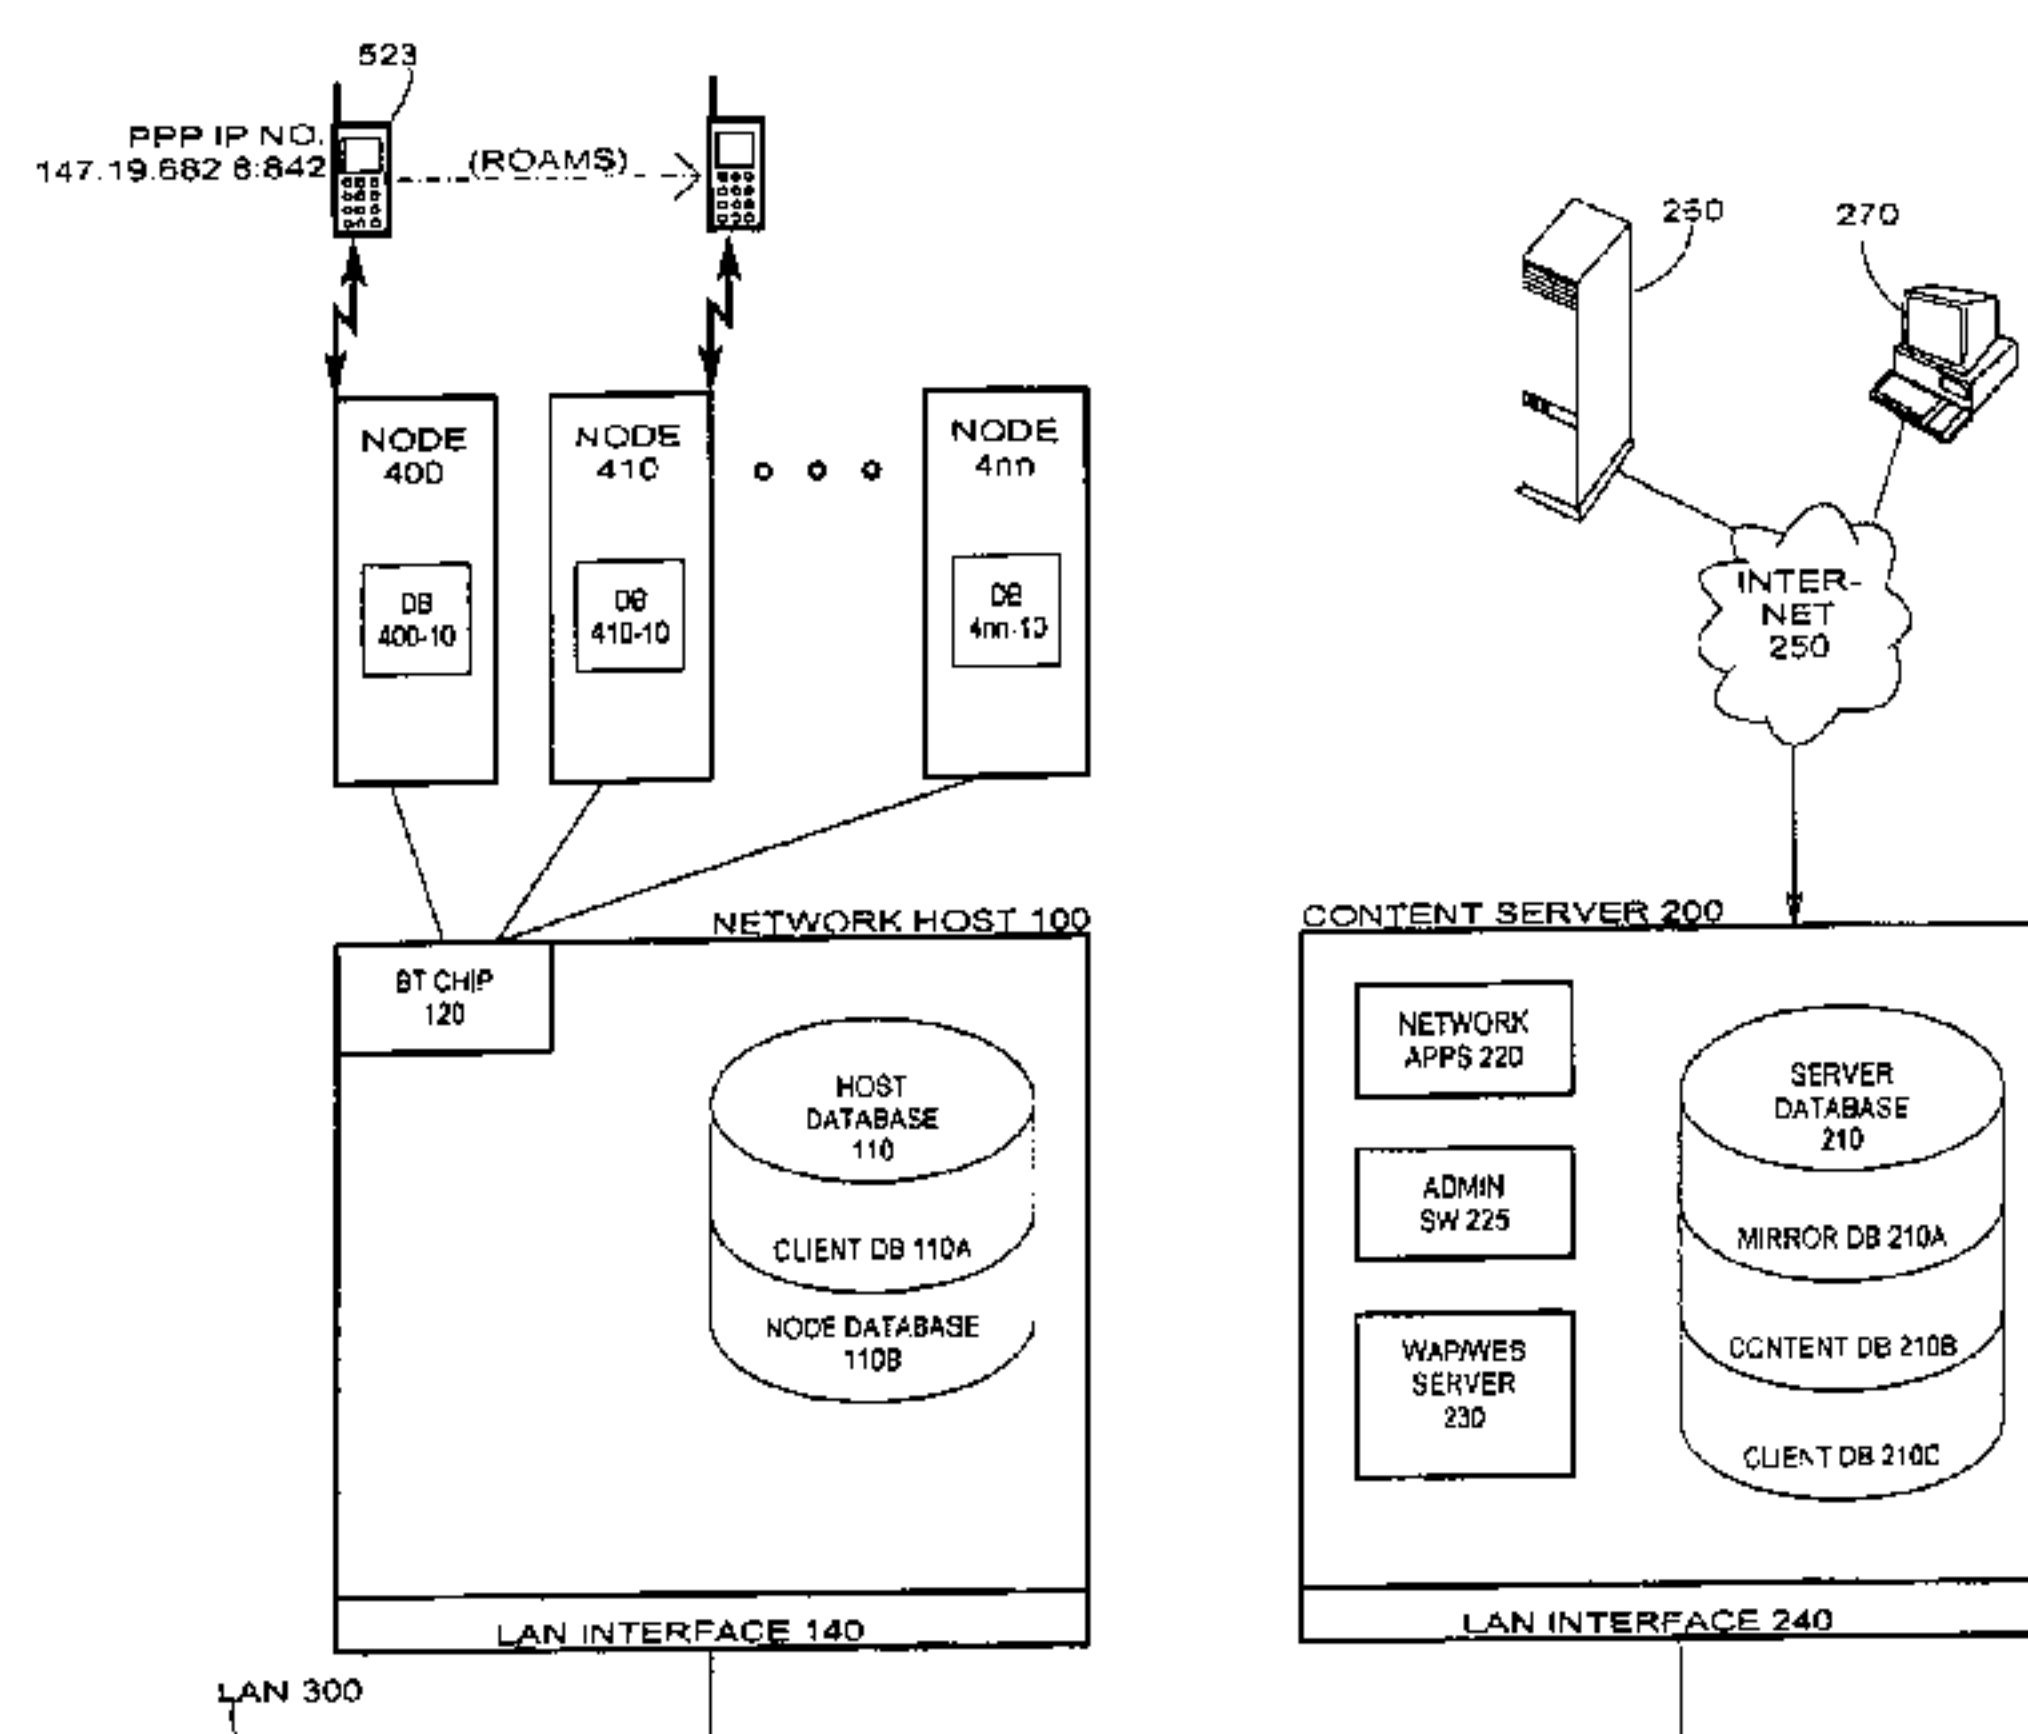 523
PPP IP NO.
147.19.682 8:842
(ROAMS)
260
270
NODE
400
NODE
410
NODE
4nn
DB
400-10
DB
410-10
DB
4nn-10
INTER-
NET
250
NETWORK HOST 100
CONTENT SERVER 200
BT CHIP
120
HOST
DATABASE
110
CLIENT DB 110A
NODE DATABASE
110B
NETWORK
APPS 220
ADMIN
SW 225
WAP/WEB
SERVER
230
SERVER
DATABASE
210
MIRROR DB 210A
CONTENT DB 210B
CLIENT DB 210C
LAN INTERFACE 140
LAN INTERFACE 240
LAN 300